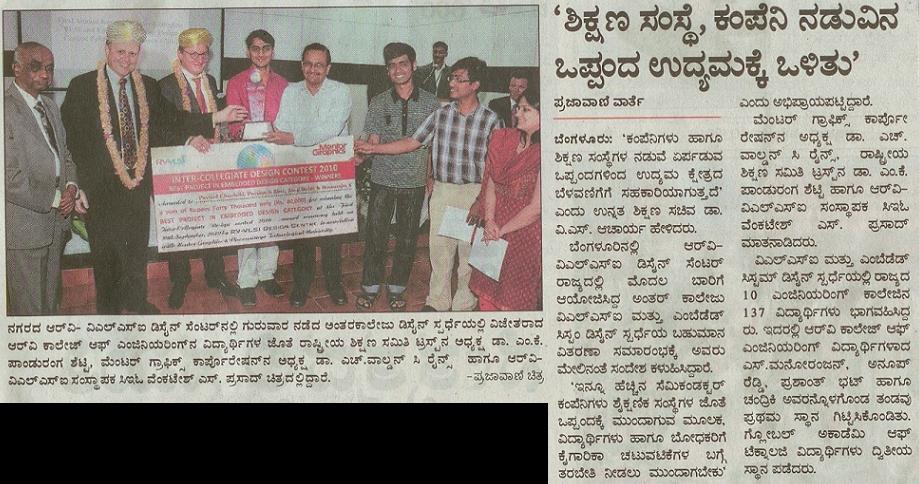 'ಶಿಕ್ಷಣ ಸಂಸ್ಥೆ, ಕಂಪೆನಿ ನಡುವಿನ
ಒಪ್ಪಂದ ಉದ್ಯಮಕ್ಕೆ ಒಳಿತು'
ಪ್ರಜಾವಾಣಿ ವಾರ್ತೆ
ಬೆಂಗಳೂರು: 'ಕಂಪೆನಿಗಳು ಹಾಗೂ
ಶಿಕ್ಷಣ ಸಂಸ್ಥೆಗಳ ನಡುವೆ ಏರ್ಪಡುವ
ಒಪ್ಪಂದಗಳಿಂದ ಉದ್ಯಮ ಕ್ಷೇತ್ರದ
ಬೆಳವಣಿಗೆಗೆ ಸಹಕಾರಿಯಾಗುತ್ತದೆ'
ಎಂದು ಉನ್ನತ ಶಿಕ್ಷಣ ಸಚಿವ ಡಾ.
ವಿ.ಎಸ್. ಆಚಾರ್ಯ ಹೇಳಿದರು.
ಬೆಂಗಳೂರಿನಲ್ಲಿ ಆರ್‌ವಿ-
ವಿಎಲ್‌ಎಸ್‌ಐ ಡಿಸೈನ್ ಸೆಂಟರ್
ರಾಜ್ಯದಲ್ಲಿ ಮೊದಲ ಬಾರಿಗೆ
ಆಯೋಜಿಸಿದ್ದ ಅಂತರ್ ಕಾಲೇಜು
ವಿಎಲ್‌ಎಸ್‌ಐ ಮತ್ತು ಎಂಬೆಡೆಡ್
ಸಿಸ್ಟಂ ಡಿಸೈನ್ ಸ್ಪರ್ಧೆಯ ಬಹುಮಾನ
ವಿತರಣಾ ಸಮಾರಂಭಕ್ಕೆ ಅವರು
ಮೇಲಿನಂತೆ ಸಂದೇಶ ಕಳುಹಿಸಿದ್ದಾರೆ.
'ಇನ್ನೂ ಹೆಚ್ಚಿನ ಸೆಮಿಕಂಡಕ್ಟರ್
ಕಂಪೆನಿಗಳು ಶೈಕ್ಷಣಿಕ ಸಂಸ್ಥೆಗಳ ಜೊತೆ
ಒಪ್ಪಂದಕ್ಕೆ ಮುಂದಾಗುವ ಮೂಲಕ,
ವಿದ್ಯಾರ್ಥಿಗಳು ಹಾಗೂ ಬೋಧಕರಿಗೆ
ಕೈಗಾರಿಕಾ ಚಟುವಟಿಕೆಗಳ ಬಗ್ಗೆ
ತರಬೇತಿ ನೀಡಲು ಮುಂದಾಗಬೇಕು'
ಎಂದು ಅಭಿಪ್ರಾಯಪಟ್ಟಿದ್ದಾರೆ.
ಮೆಂಟರ್ ಗ್ರಾಫಿಕ್ಸ್ ಕಾರ್ಪೋ
ರೇಷನ್‌ನ ಅಧ್ಯಕ್ಷ ಡಾ. ಎಚ್.
ವಾಲ್ಡನ್ ಸಿ ರೈನ್ಸ್, ರಾಷ್ಟ್ರೀಯ
ಶಿಕ್ಷಣ ಸಮಿತಿ ಟ್ರಸ್ಟ್‌ನ ಡಾ. ಎಂ.ಕೆ.
ಪಾಂಡುರಂಗ ಶೆಟ್ಟಿ ಹಾಗೂ ಆರ್‌ವಿ-
ವಿಎಲ್‌ಎಸ್‌ಐ ಸಂಸ್ಥಾಪಕ ಸಿಇಓ
ವೆಂಕಟೇಶ್ ಎಸ್. ಪ್ರಸಾದ್
ಮಾತನಾಡಿದರು.
ವಿಎಲ್‌ಎಸ್‌ಐ ಮತ್ತು ಎಂಬೆಡೆಡ್
ಸಿಸ್ಟಮ್ ಡಿಸೈನ್ ಸ್ಪರ್ಧೆಯಲ್ಲಿ ರಾಜ್ಯದ
10 ಎಂಜಿನಿಯರಿಂಗ್ ಕಾಲೇಜಿನ
137 ವಿದ್ಯಾರ್ಥಿಗಳು ಭಾಗವಹಿಸಿದ್ದ
ರು. ಇದರಲ್ಲಿ ಆರ್‌ವಿ ಕಾಲೇಜ್ ಆಫ್
ಎಂಜಿನಿಯರಿಂಗ್ ವಿದ್ಯಾರ್ಥಿಗಳಾದ
ಎಸ್.ಮನೋರಂಜನ್, ಅನೂಪ್
ರೆಡ್ಡಿ, ಪ್ರಶಾಂತ್ ಭಟ್ ಹಾಗೂ
ಚಂದ್ರಿಕಿ ಅವರನ್ನೊಳಗೊಂಡ ತಂಡವು
ಪ್ರಥಮ ಸ್ಥಾನ ಗಿಟ್ಟಿಸಿಕೊಂಡಿತು.
ಗ್ಲೋಬಲ್ ಅಕಾಡೆಮಿ ಆಫ್
ಟೆಕ್ನಾಲಜಿ ವಿದ್ಯಾರ್ಥಿಗಳು ದ್ವಿತೀಯ
ಸ್ಥಾನ ಪಡೆದರು.
RV-VLSI
Mentor Graphics
INTER-COLLEGIATE DESIGN CONTEST 2010
BEST PROJECT IN EMBEDDED DESIGN CATEGORY - WINNERS
BEST PROJECT IN EMBEDDED DESIGN CATEGORY
ನಗರದ ಆರ್‌ವಿ- ವಿಎಲ್‌ಎಸ್‌ಐ ಡಿಸೈನ್ ಸೆಂಟರ್‌ನಲ್ಲಿ ಗುರುವಾರ ನಡೆದ ಅಂತರಕಾಲೇಜು ಡಿಸೈನ್ ಸ್ಪರ್ಧೆಯಲ್ಲಿ ವಿಜೇತರಾದ
ಆರ್‌ವಿ ಕಾಲೇಜ್ ಆಫ್ ಎಂಜಿನಿಯರಿಂಗ್‌ನ ವಿದ್ಯಾರ್ಥಿಗಳ ಜೊತೆ ರಾಷ್ಟ್ರೀಯ ಶಿಕ್ಷಣ ಸಮಿತಿ ಟ್ರಸ್ಟ್‌ನ ಅಧ್ಯಕ್ಷ ಡಾ. ಎಂ.ಕೆ.
ಪಾಂಡುರಂಗ ಶೆಟ್ಟಿ, ಮೆಂಟರ್ ಗ್ರಾಫಿಕ್ಸ್ ಕಾರ್ಪೊರೇಷನ್‌ನ ಅಧ್ಯಕ್ಷ ಡಾ. ಎಚ್.ವಾಲ್ಡನ್ ಸಿ ರೈನ್ಸ್ ಹಾಗೂ ಆರ್‌ವಿ-
ವಿಎಲ್‌ಎಸ್‌ಐ ಸಂಸ್ಥಾಪಕ ಸಿಇಓ ವೆಂಕಟೇಶ್ ಎಸ್. ಪ್ರಸಾದ್ ಚಿತ್ರದಲ್ಲಿದ್ದಾರೆ. -ಪ್ರಜಾವಾಣಿ ಚಿತ್ರ